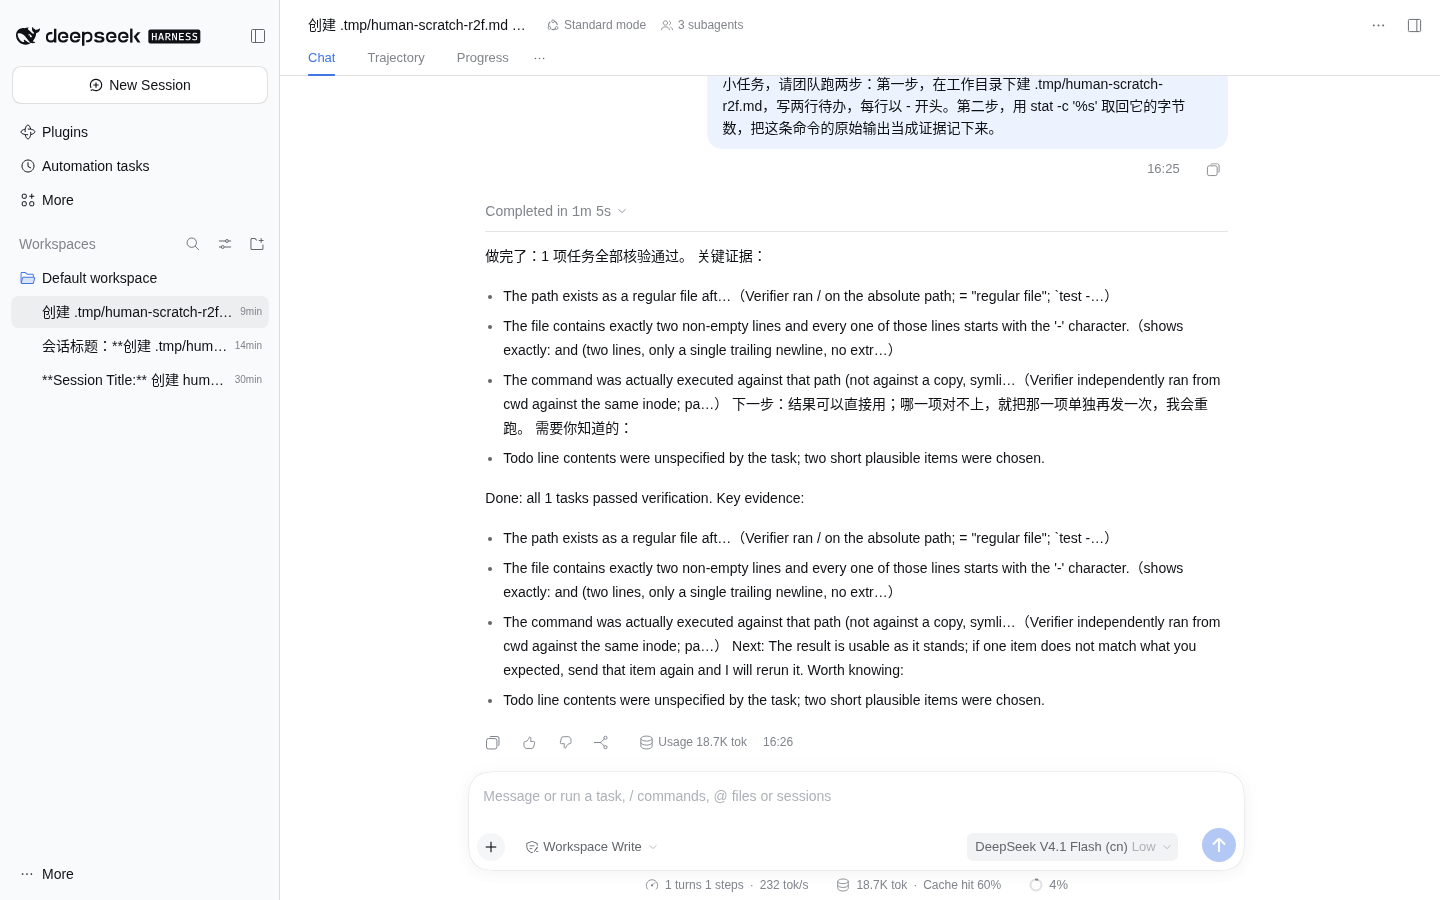 deepseek HARNESS
New Session
Plugins
Automation tasks
More
Workspaces
Default workspace
创建 .tmp/human-scratch-r2f… 9min
会话标题：**创建 .tmp/hum… 14min
**Session Title:** 创建 hum… 30min
More
创建 .tmp/human-scratch-r2f.md … Standard mode 3 subagents
Chat Trajectory Progress ···
小任务，请团队跑两步：第一步，在工作目录下建 .tmp/human-scratch-
r2f.md，写两行待办，每行以 - 开头。第二步，用 stat -c '%s' 取回它的字节
数，把这条命令的原始输出当成证据记下来。
16:25
Completed in 1m 5s
做完了：1 项任务全部核验通过。 关键证据：
• The path exists as a regular file aft…（Verifier ran / on the absolute path; = "regular file"; `test -…）
• The file contains exactly two non-empty lines and every one of those lines starts with the '-' character.（shows
exactly: and (two lines, only a single trailing newline, no extr…）
• The command was actually executed against that path (not against a copy, symli…（Verifier independently ran from
cwd against the same inode; pa…） 下一步：结果可以直接用；哪一项对不上，就把那一项单独再发一次，我会重
跑。 需要你知道的：
• Todo line contents were unspecified by the task; two short plausible items were chosen.
Done: all 1 tasks passed verification. Key evidence:
• The path exists as a regular file aft…（Verifier ran / on the absolute path; = "regular file"; `test -…）
• The file contains exactly two non-empty lines and every one of those lines starts with the '-' character.（shows
exactly: and (two lines, only a single trailing newline, no extr…）
• The command was actually executed against that path (not against a copy, symli…（Verifier independently ran from
cwd against the same inode; pa…） Next: The result is usable as it stands; if one item does not match what you
expected, send that item again and I will rerun it. Worth knowing:
• Todo line contents were unspecified by the task; two short plausible items were chosen.
Usage 18.7K tok 16:26
Message or run a task, / commands, @ files or sessions
Workspace Write DeepSeek V4.1 Flash (cn) Low
1 turns 1 steps · 232 tok/s 18.7K tok · Cache hit 60% 4%